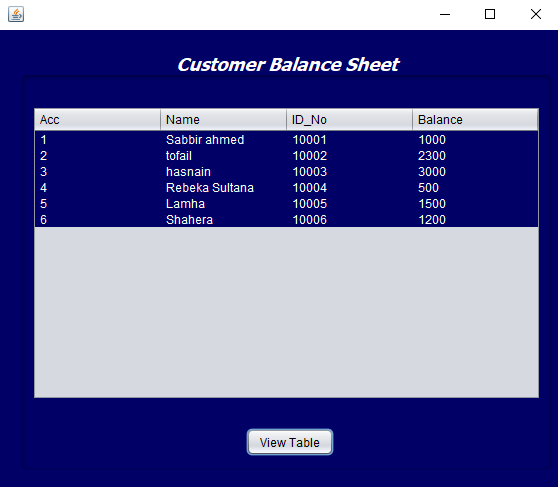 Customer Balance Sheet
Acc Name ID_No Balance
1 Sabbir ahmed 10001 1000
2 tofail 10002 2300
3 hasnain 10003 3000
4 Rebeka Sultana 10004 500
5 Lamha 10005 1500
6 Shahera 10006 1200
View Table